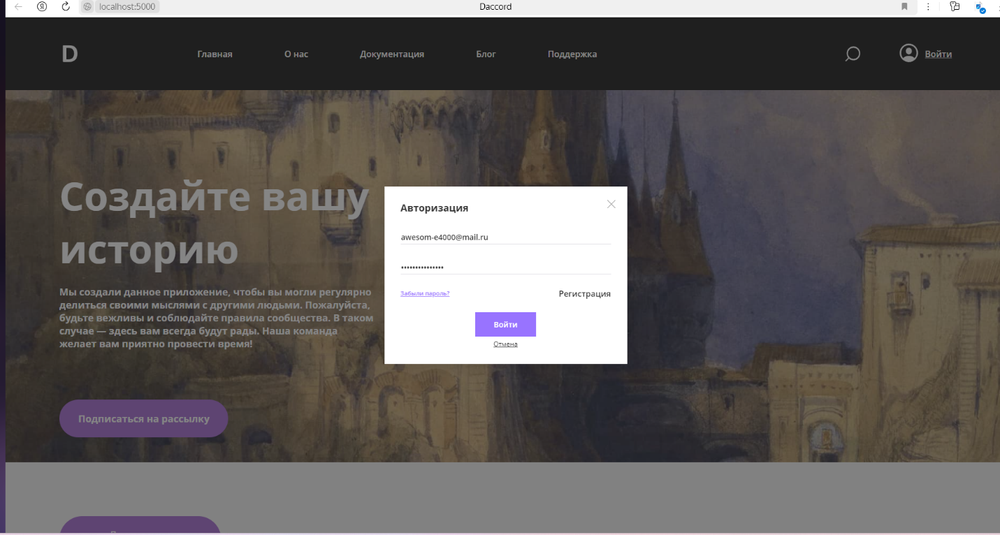 localhost:5000
Daccord
D
Главная
О нас
Документация
Блог
Поддержка
Войти
Создайте вашу
историю
Мы создали данное приложение, чтобы вы могли регулярно
делиться своими мыслями с другими людьми. Пожалуйста,
будьте вежливы и соблюдайте правила сообщества. В таком
случае — здесь вам всегда будут рады. Наша команда
желает вам приятно провести время!
Подписаться на рассылку
Авторизация
awesom-e4000@mail.ru
•••••••••••••••
Забыли пароль?
Регистрация
Войти
Отмена